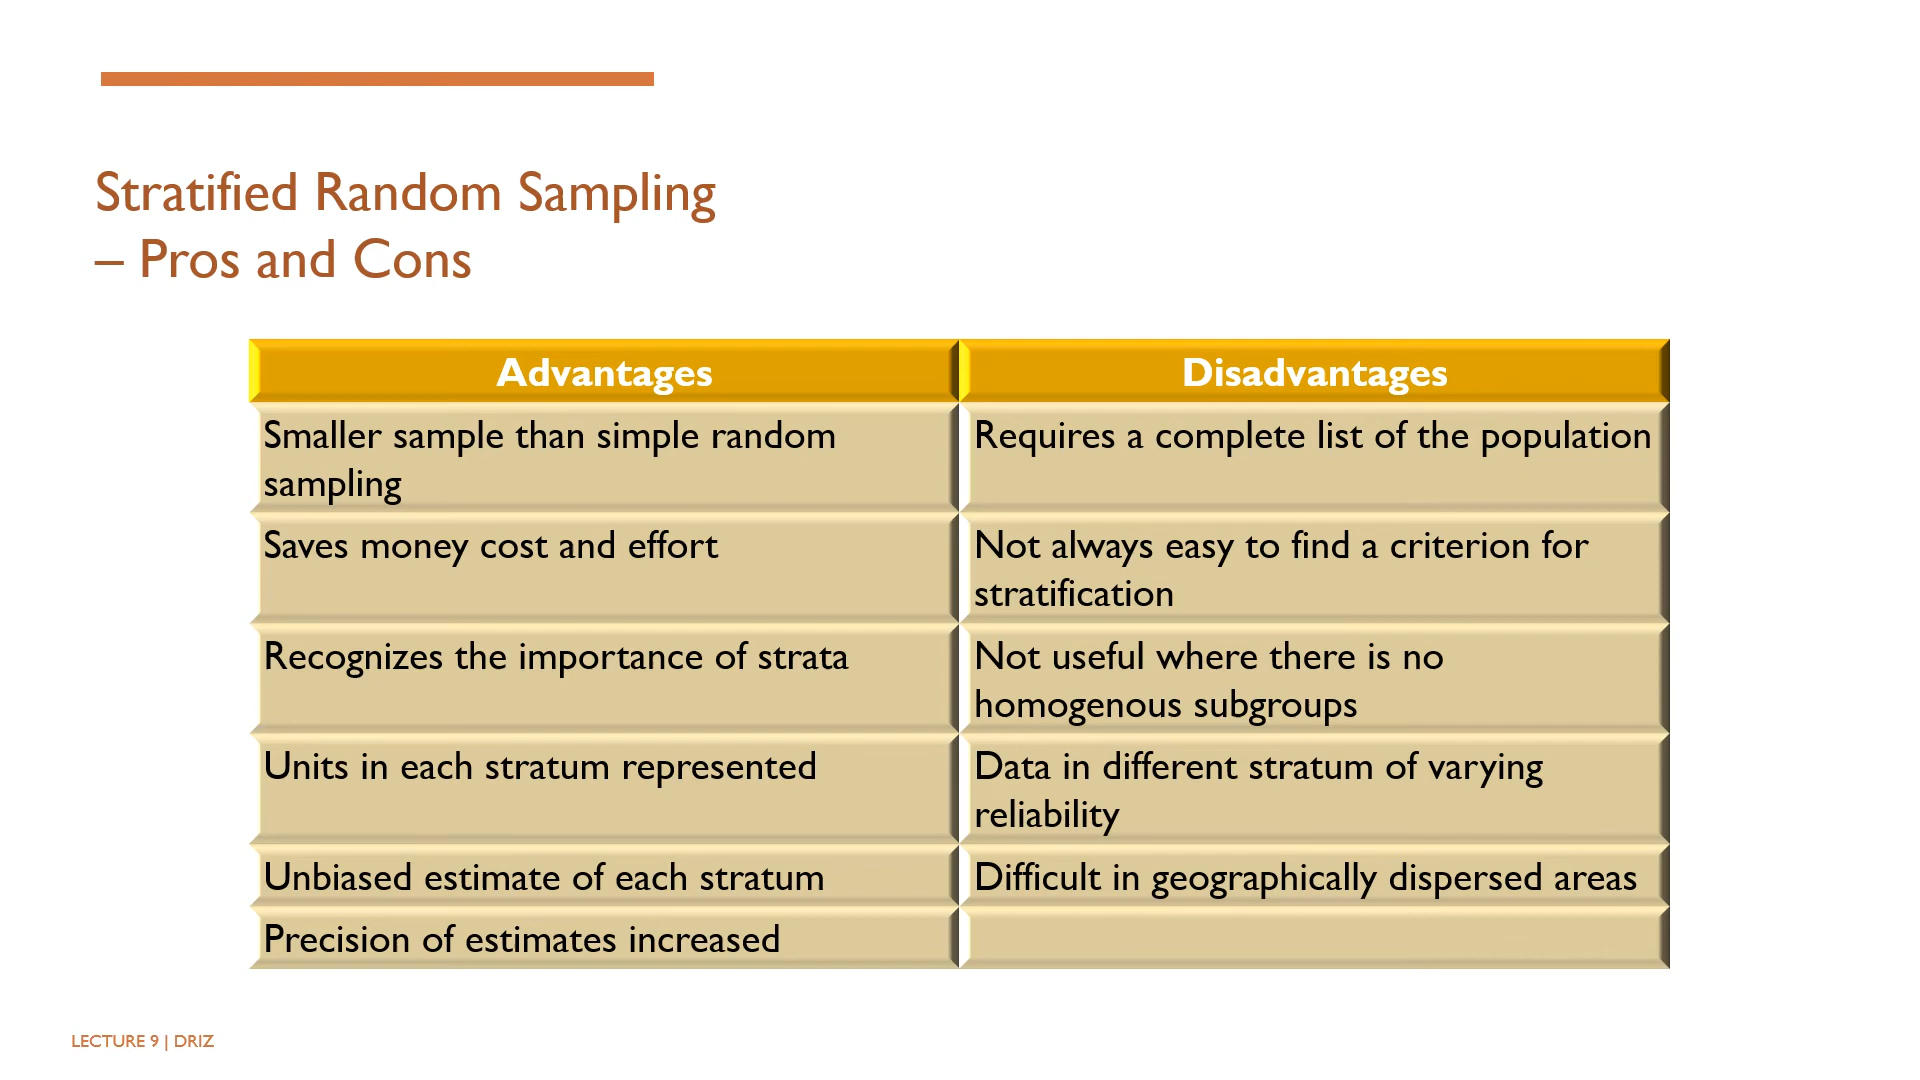 Stratified Random Sampling
– Pros and Cons
Advantages
Disadvantages
Smaller sample than simple random
sampling
Requires a complete list of the population
Saves money cost and effort
Not always easy to find a criterion for
stratification
Recognizes the importance of strata
Not useful where there is no
homogenous subgroups
Units in each stratum represented
Data in different stratum of varying
reliability
Unbiased estimate of each stratum
Difficult in geographically dispersed areas
Precision of estimates increased
LECTURE 9 | DRIZ